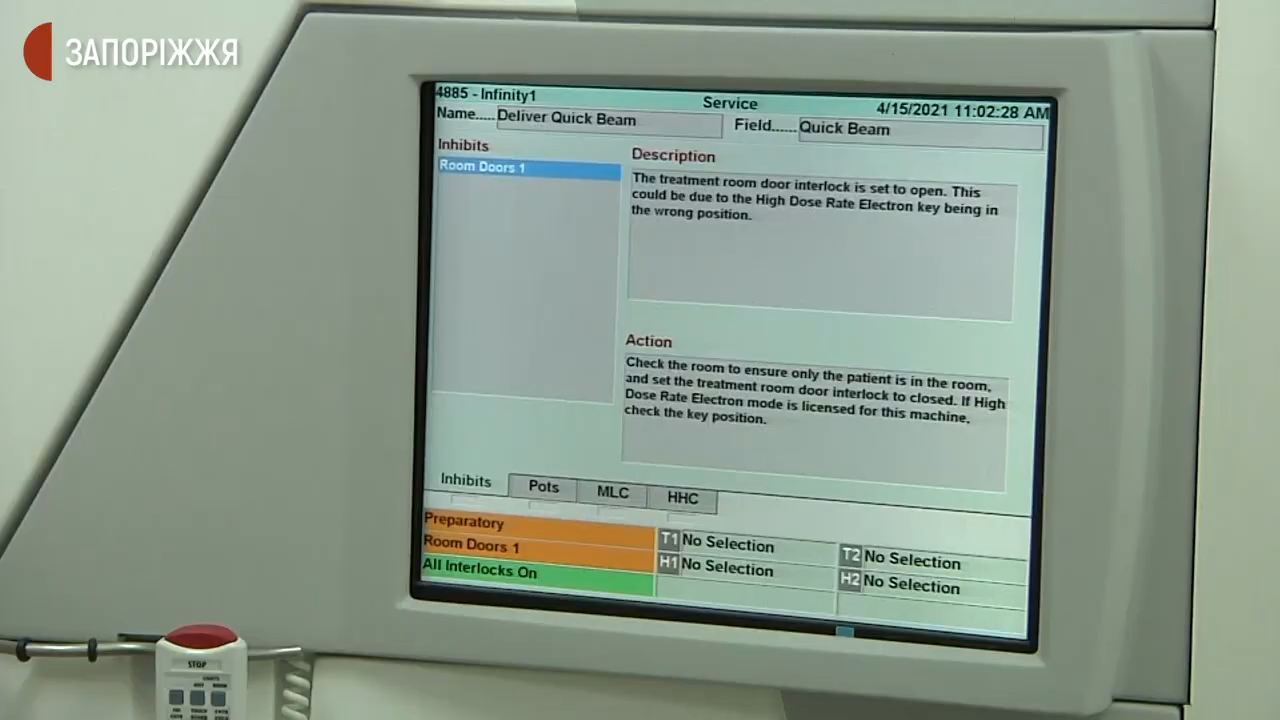 ЗАПОРІЖЖЯ
4885 - Infinity1
Service
4/15/2021 11:02:28 AM
Name..... Deliver Quick Beam
Field...... Quick Beam
Inhibits
Room Doors 1
Description
The treatment room door interlock is set to open. This
could be due to the High Dose Rate Electron key being in
the wrong position.
Action
Check the room to ensure only the patient is in the room,
and set the treatment room door interlock to closed. If High
Dose Rate Electron mode is licensed for this machine,
check the key position.
Inhibits Pots MLC HHC
Preparatory
Room Doors 1
All Interlocks On
T1 No Selection
T2 No Selection
H1 No Selection
H2 No Selection
STOP